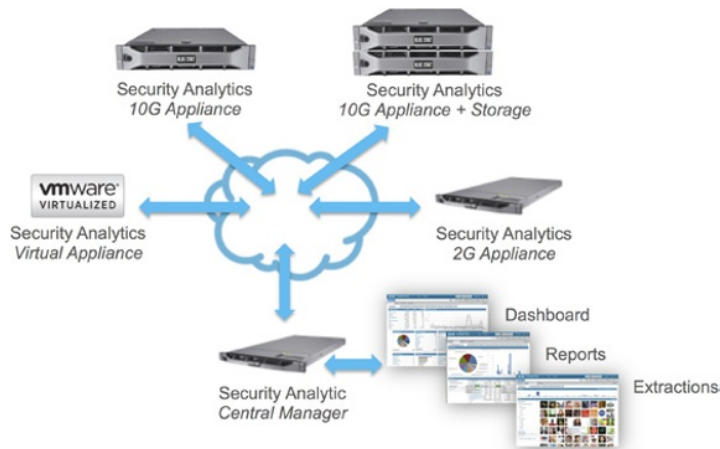 Security Analytics
10G Appliance
Security Analytics
10G Appliance + Storage
vmware®
VIRTUALIZED
Security Analytics
Virtual Appliance
Security Analytics
2G Appliance
Security Analytic
Central Manager
Dashboard
Reports
Extractions